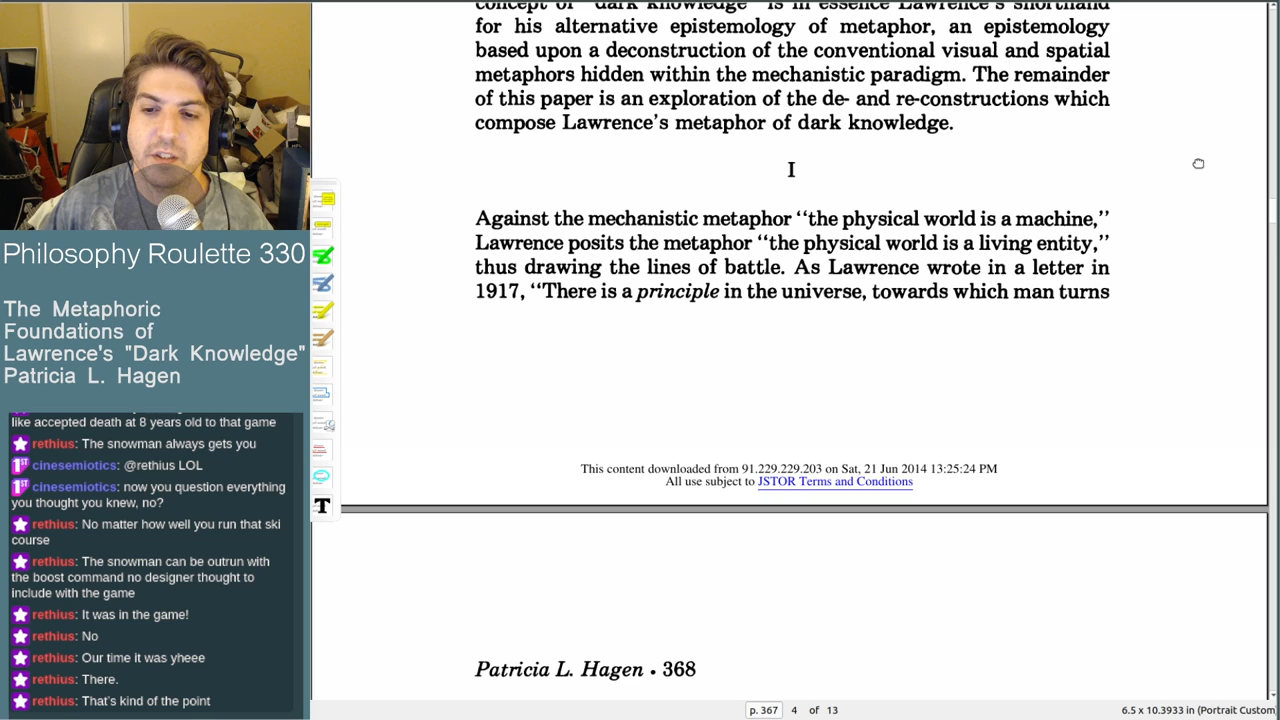 concept of "dark knowledge" is in essence Lawrence's shorthand
for his alternative epistemology of metaphor, an epistemology
based upon a deconstruction of the conventional visual and spatial
metaphors hidden within the mechanistic paradigm. The remainder
of this paper is an exploration of the de- and re-constructions which
compose Lawrence's metaphor of dark knowledge.
I
Against the mechanistic metaphor ''the physical world is a machine,''
Lawrence posits the metaphor ''the physical world is a living entity,''
thus drawing the lines of battle. As Lawrence wrote in a letter in
1917, ''There is a principle in the universe, towards which man turns
This content downloaded from 91.229.229.203 on Sat, 21 Jun 2014 13:25:24 PM
All use subject to JSTOR Terms and Conditions
Patricia L. Hagen • 368
p. 367 4 of 13
6.5 x 10.3933 in (Portrait Custom
Philosophy Roulette 330
The Metaphoric
Foundations of
Lawrence's "Dark Knowledge"
Patricia L. Hagen
like accepted death at 8 years old to that game
rethius: The snowman always gets you
cinesemiotics: @rethius LOL
cinesemiotics: now you question everything
you thought you knew, no?
rethius: No matter how well you run that ski
course
rethius: The snowman can be outrun with
the boost command no designer thought to
include with the game
rethius: It was in the game!
rethius: No
rethius: Our time it was yheee
rethius: There.
rethius: That's kind of the point
T